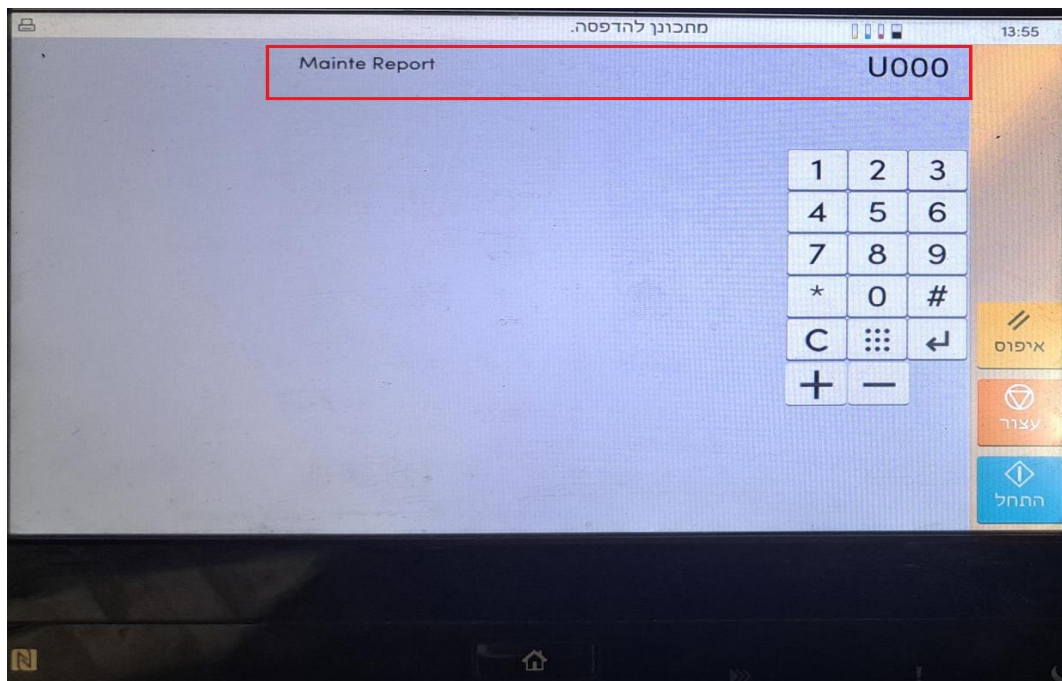 מתכונן להדפסה.
13:55
Mainte Report
U000
1 2 3
4 5 6
7 8 9
* 0 #
C
+ −
איפוס
עצור
התחל